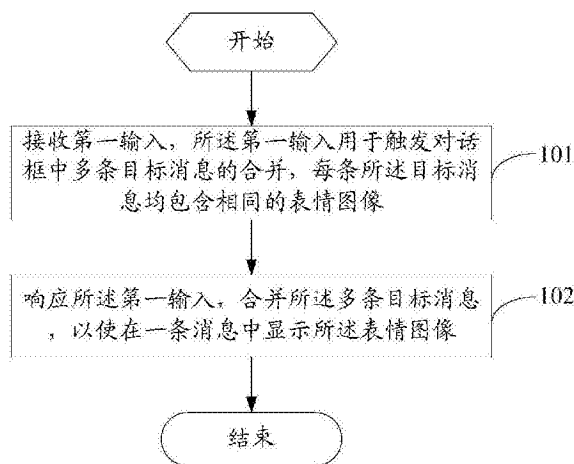 开始
接收第一输入，所述第一输入用于触发对话
框中多条目标消息的合并，每条所述目标消
息均包含相同的表情图像
101
响应所述第一输入，合并所述多条目标消息
，以使在一条消息中显示所述表情图像
102
结束